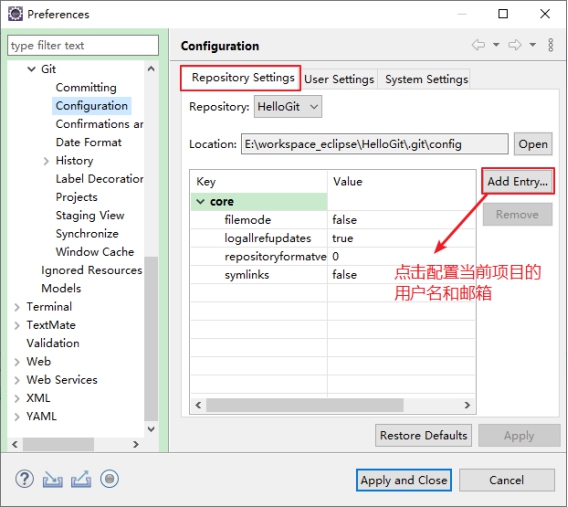 Preferences
type filter text
Git
Committing
Configuration
Confirmations ar
Date Format
History
Label Decoration
Projects
Staging View
Synchronize
Window Cache
Ignored Resources
Models
Terminal
TextMate
Validation
Web
Web Services
XML
YAML
Configuration
Repository Settings User Settings System Settings
Repository: HelloGit
Location: E:\workspace_eclipse\HelloGit\.git\config Open
Key Value Add Entry...
core Remove
filemode false
logallrefupdates true
repositoryformatve 0
symlinks false
点击配置当前项目的
用户名和邮箱
Restore Defaults Apply
Apply and Close Cancel